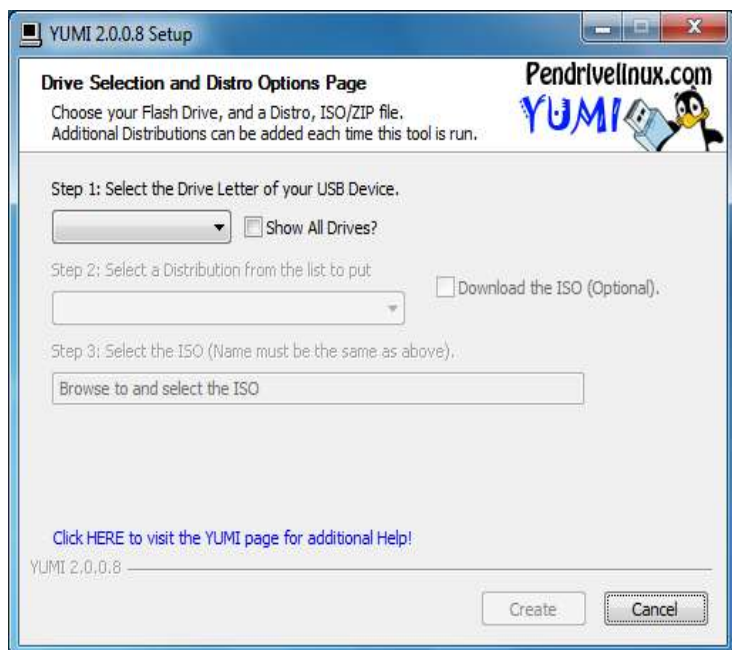 YUMI 2.0.0.8 Setup
Drive Selection and Distro Options Page
Choose your Flash Drive, and a Distro, ISO/ZIP file.
Additional Distributions can be added each time this tool is run.
Pendrivelinux.com
YUMI
Step 1: Select the Drive Letter of your USB Device.
Show All Drives?
Step 2: Select a Distribution from the list to put
Download the ISO (Optional).
Step 3: Select the ISO (Name must be the same as above).
Browse to and select the ISO
Click HERE to visit the YUMI page for additional Help!
YUMI 2.0.0.8
Create
Cancel